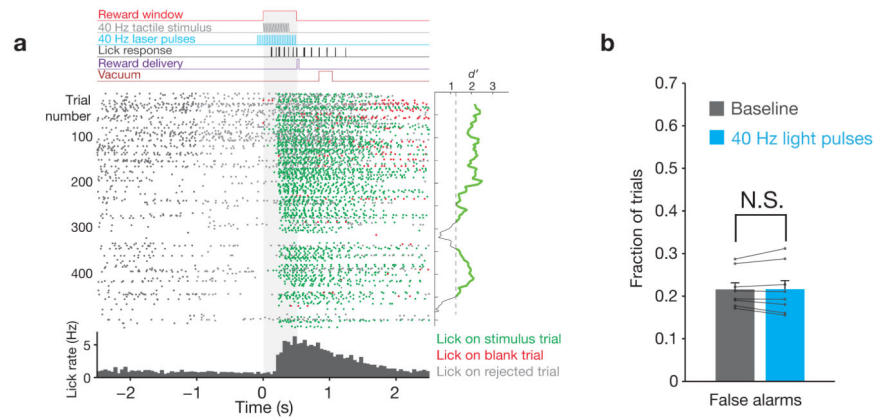 a
Reward window
40 Hz tactile stimulus
40 Hz laser pulses
Lick response
Reward delivery
Vacuum
Trial
number
100
200
300
400
d'
1 2 3
Lick rate (Hz)
5
0
−2 −1 0 1 2
Time (s)
Lick on stimulus trial
Lick on blank trial
Lick on rejected trial
b
Fraction of trials
0.7
0.6
0.5
0.4
0.3
0.2
0.1
0
Baseline
40 Hz light pulses
N.S.
False alarms